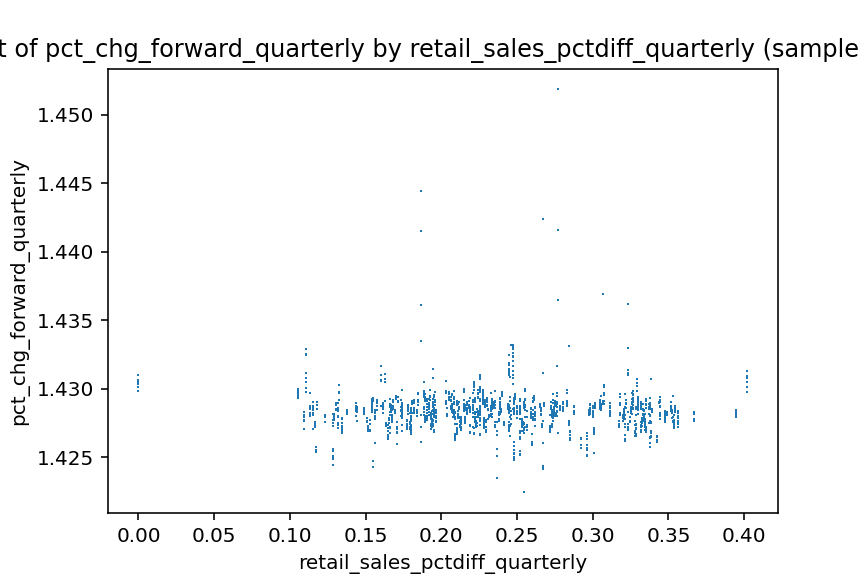 t of pct_chg_forward_quarterly by retail_sales_pctdiff_quarterly (sample
1.450
1.445
1.440
1.435
1.430
1.425
pct_chg_forward_quarterly
0.00 0.05 0.10 0.15 0.20 0.25 0.30 0.35 0.40
retail_sales_pctdiff_quarterly